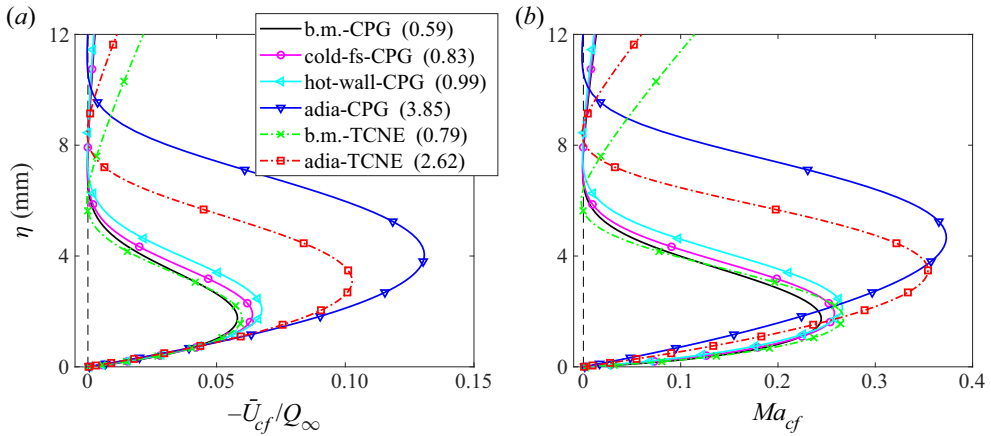 (a)
12
8
4
0
η (mm)
0
0.05
0.10
0.15
−Ū_cf/Q_∞
b.m.-CPG (0.59)
cold-fs-CPG (0.83)
hot-wall-CPG (0.99)
adia-CPG (3.85)
b.m.-TCNE (0.79)
adia-TCNE (2.62)
(b)
12
8
4
0
0
0.1
0.2
0.3
0.4
Ma_cf